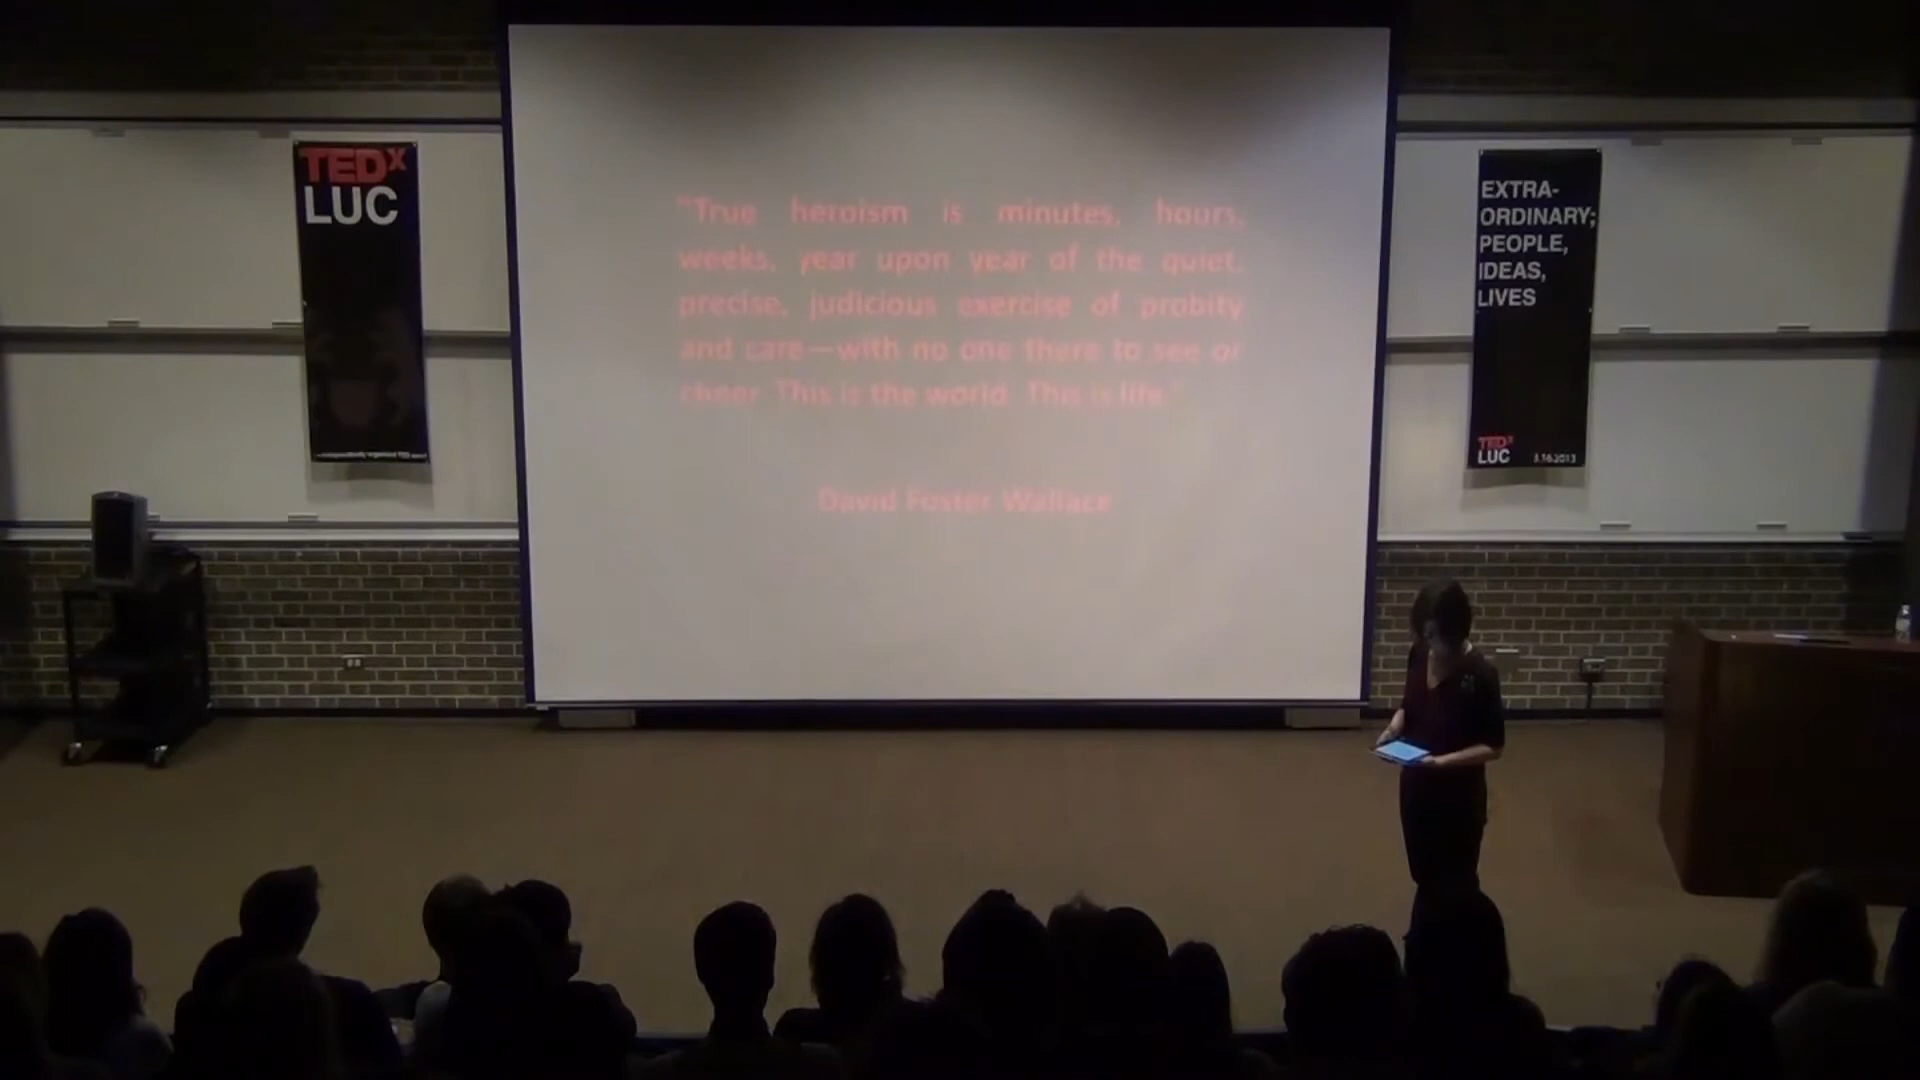 TEDx
LUC
"True heroism is minutes, hours,
weeks, year upon year of the quiet,
precise, judicious exercise of probity
and care—with no one there to see or
cheer. This is the world. This is life."
David Foster Wallace
EXTRA-
ORDINARY;
PEOPLE,
IDEAS,
LIVES
TEDx
LUC